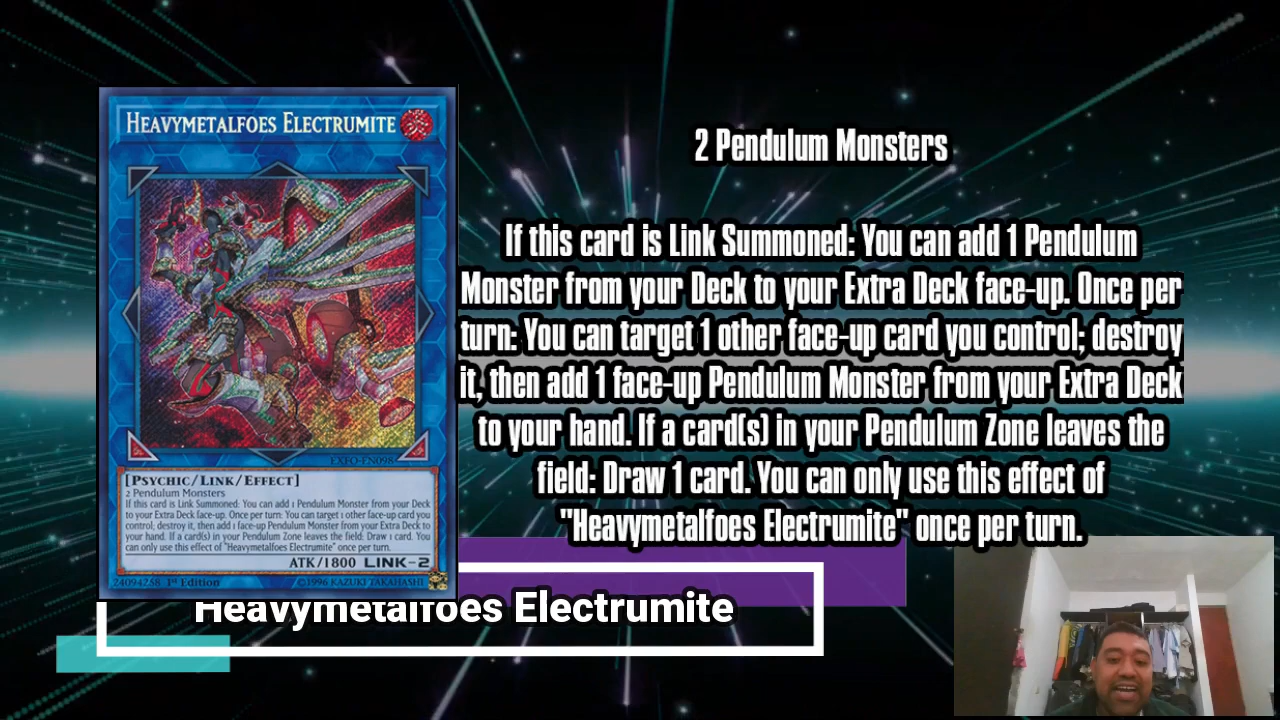 HEAVYMETALFOES ELECTRUMITE
EXFO-EN098
[PSYCHIC/LINK/EFFECT]
2 Pendulum Monsters
If this card is Link Summoned: You can add 1 Pendulum Monster from your Deck
to your Extra Deck face-up. Once per turn: You can target 1 other face-up card you
control; destroy it, then add 1 face-up Pendulum Monster from your Extra Deck to
your hand. If a card(s) in your Pendulum Zone leaves the field: Draw 1 card. You can
only use this effect of "Heavymetalfoes Electrumite" once per turn.
ATK/1800 LINK-2
24094258 1st Edition ©1996 KAZUKI TAKAHASHI
2 Pendulum Monsters
If this card is Link Summoned: You can add 1 Pendulum
Monster from your Deck to your Extra Deck face-up. Once per
turn: You can target 1 other face-up card you control; destroy
it, then add 1 face-up Pendulum Monster from your Extra Deck
to your hand. If a card(s) in your Pendulum Zone leaves the
field: Draw 1 card. You can only use this effect of
"Heavymetalfoes Electrumite" once per turn.
Heavymetalfoes Electrumite